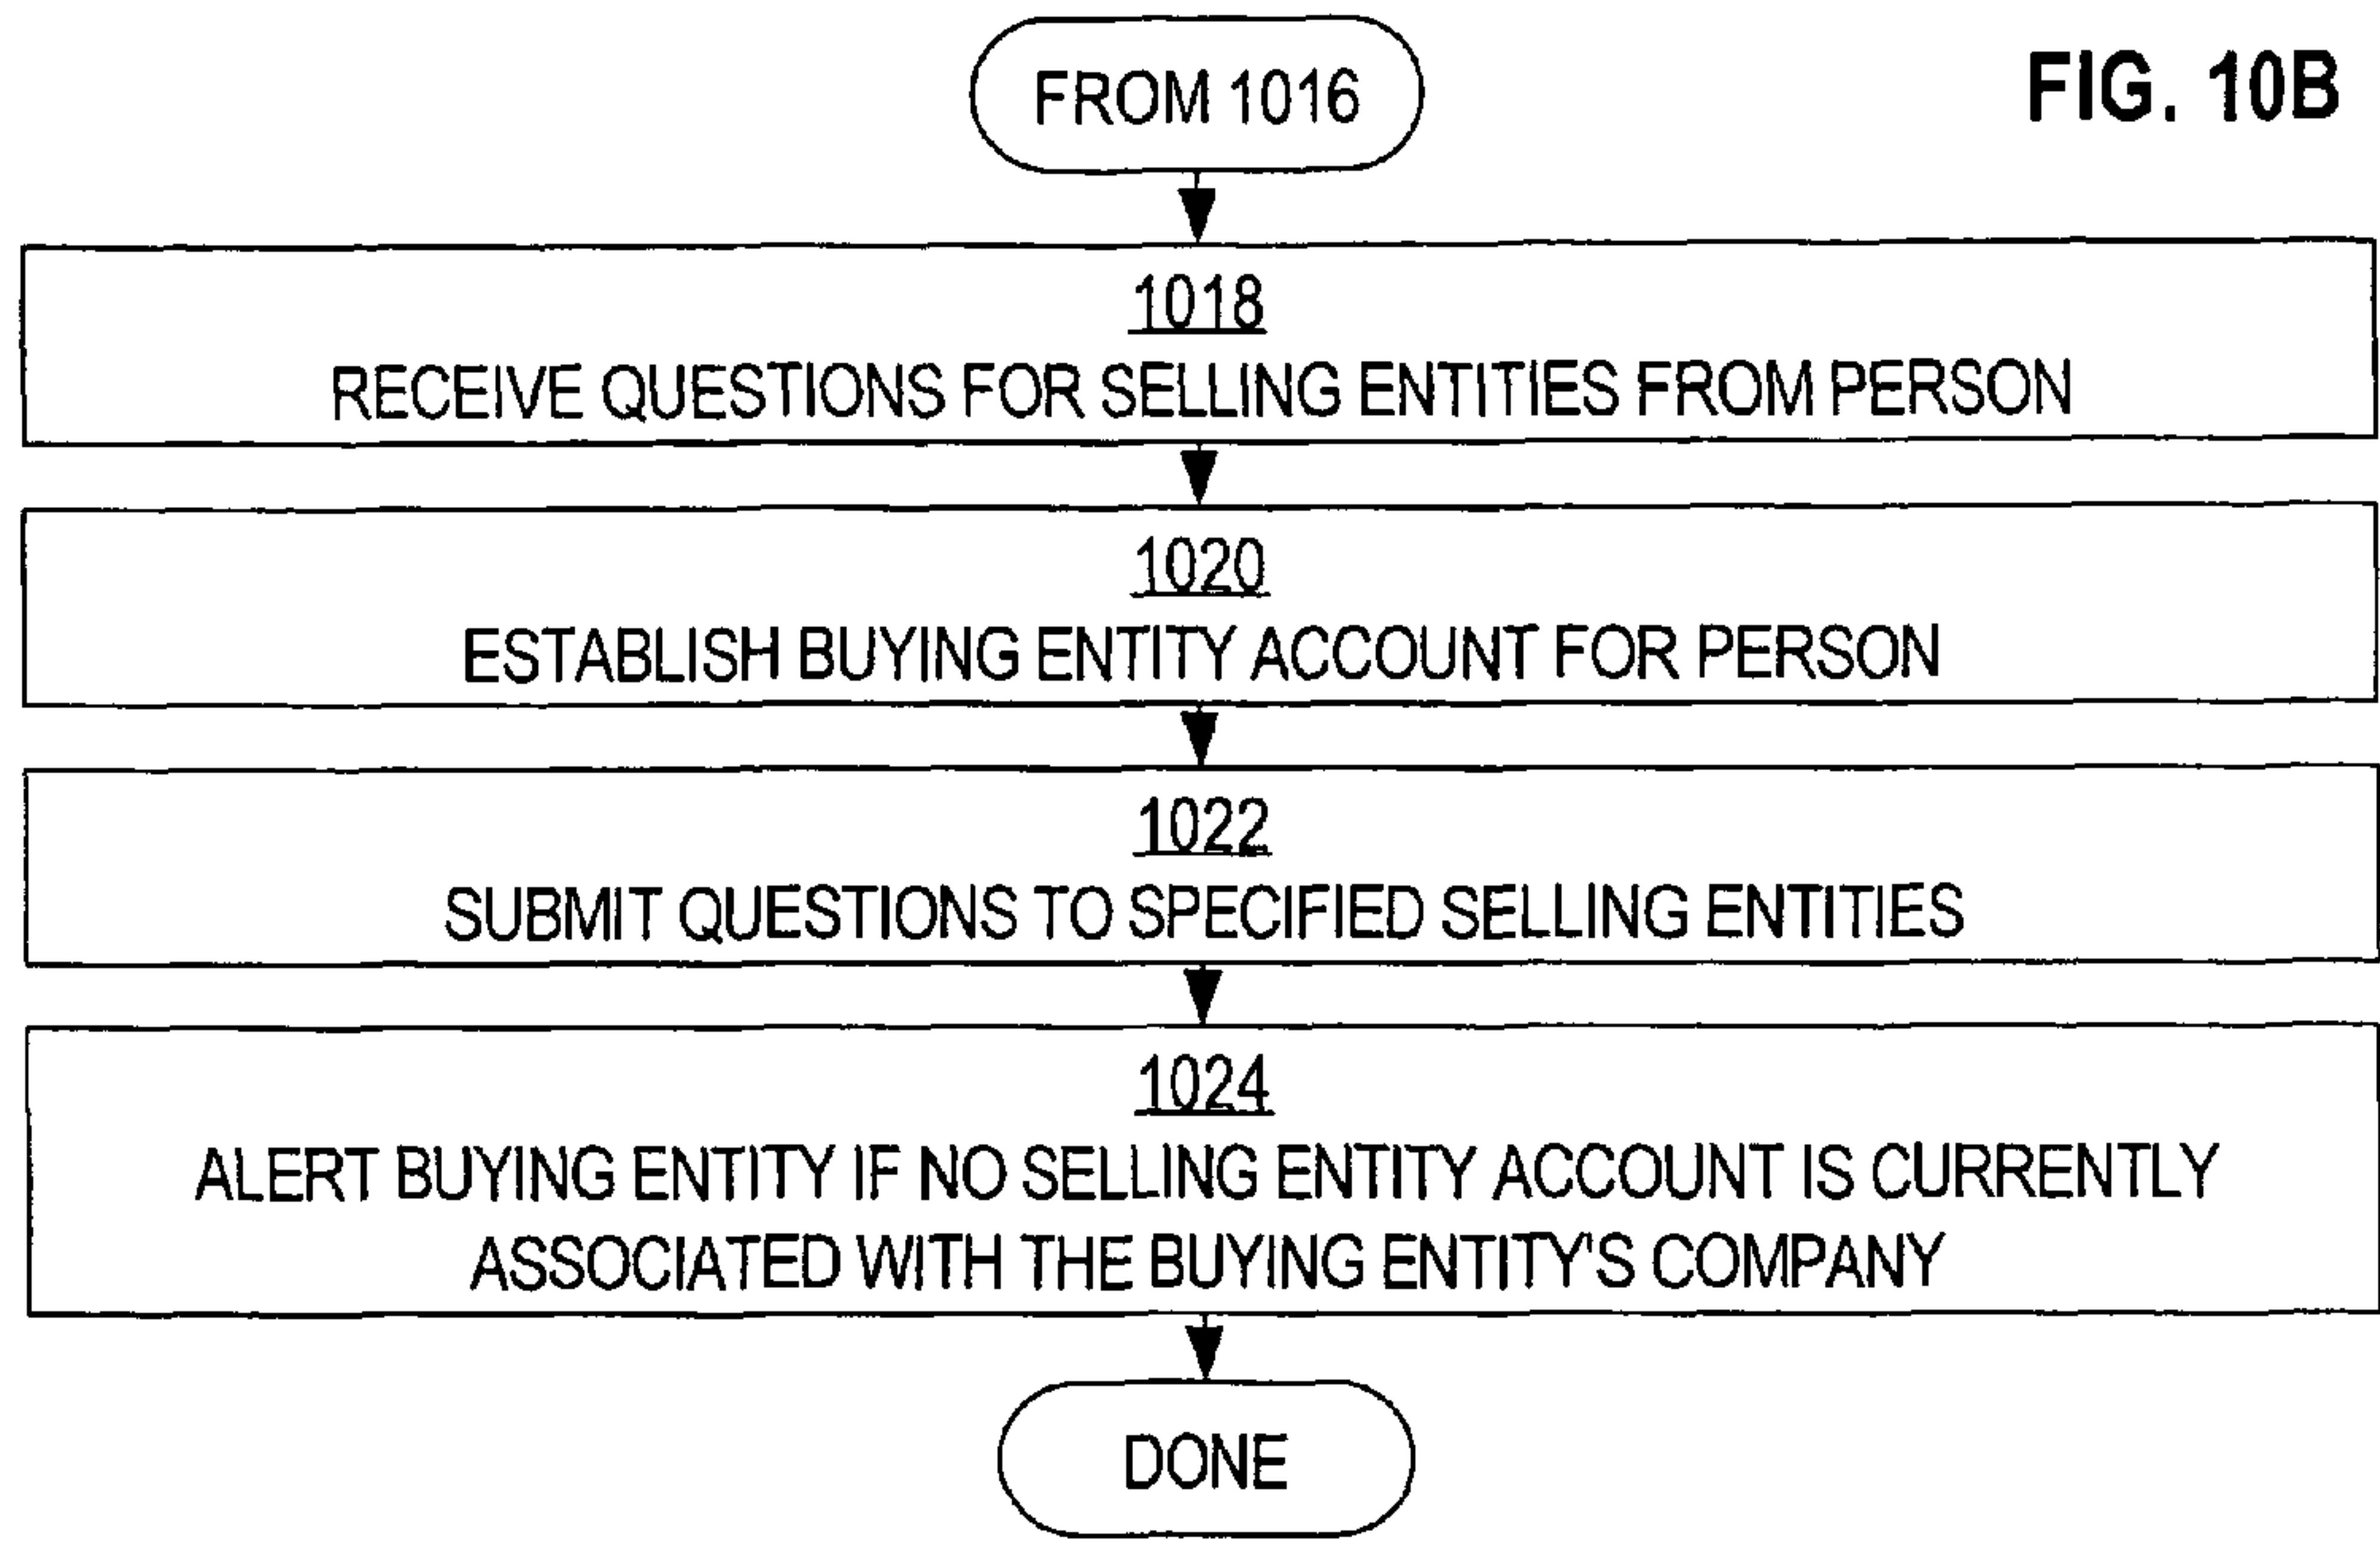 FROM 1016
FIG. 10B
1018
RECEIVE QUESTIONS FOR SELLING ENTITIES FROM PERSON
1020
ESTABLISH BUYING ENTITY ACCOUNT FOR PERSON
1022
SUBMIT QUESTIONS TO SPECIFIED SELLING ENTITIES
1024
ALERT BUYING ENTITY IF NO SELLING ENTITY ACCOUNT IS CURRENTLY
ASSOCIATED WITH THE BUYING ENTITY'S COMPANY
DONE